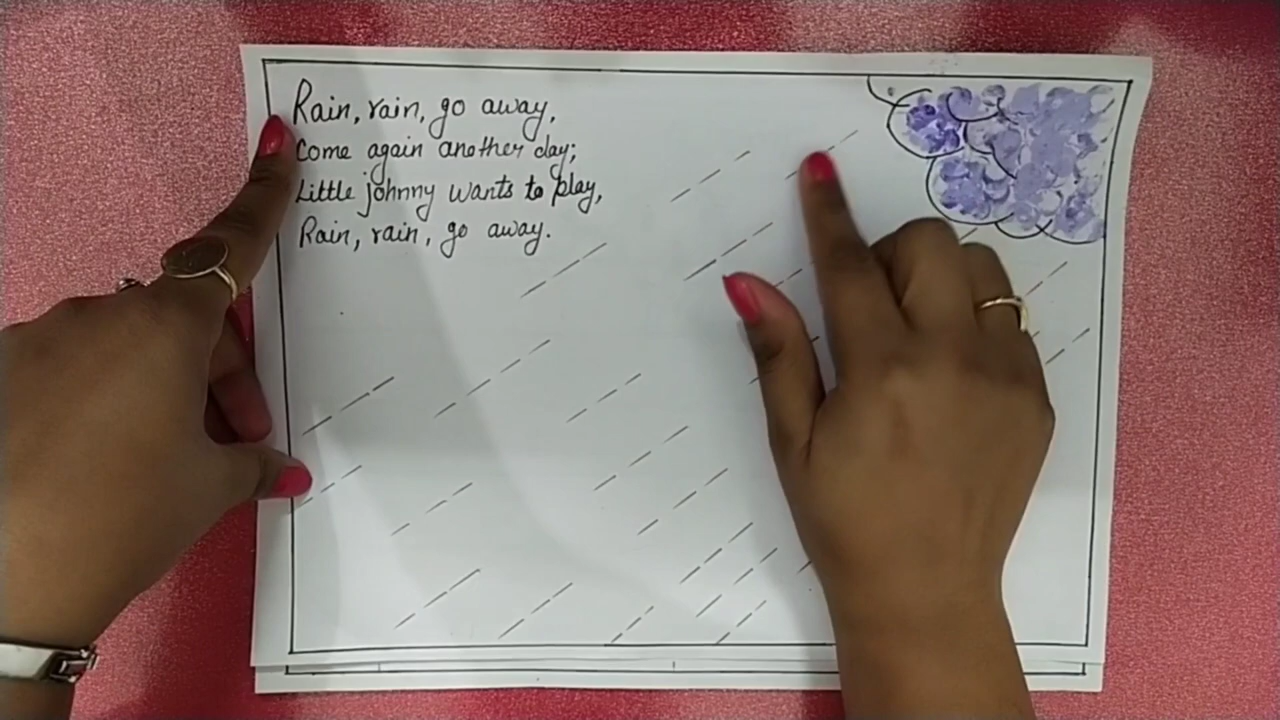 Rain, rain, go away,
Come again another day;
Little johnny wants to play,
Rain, rain, go away.